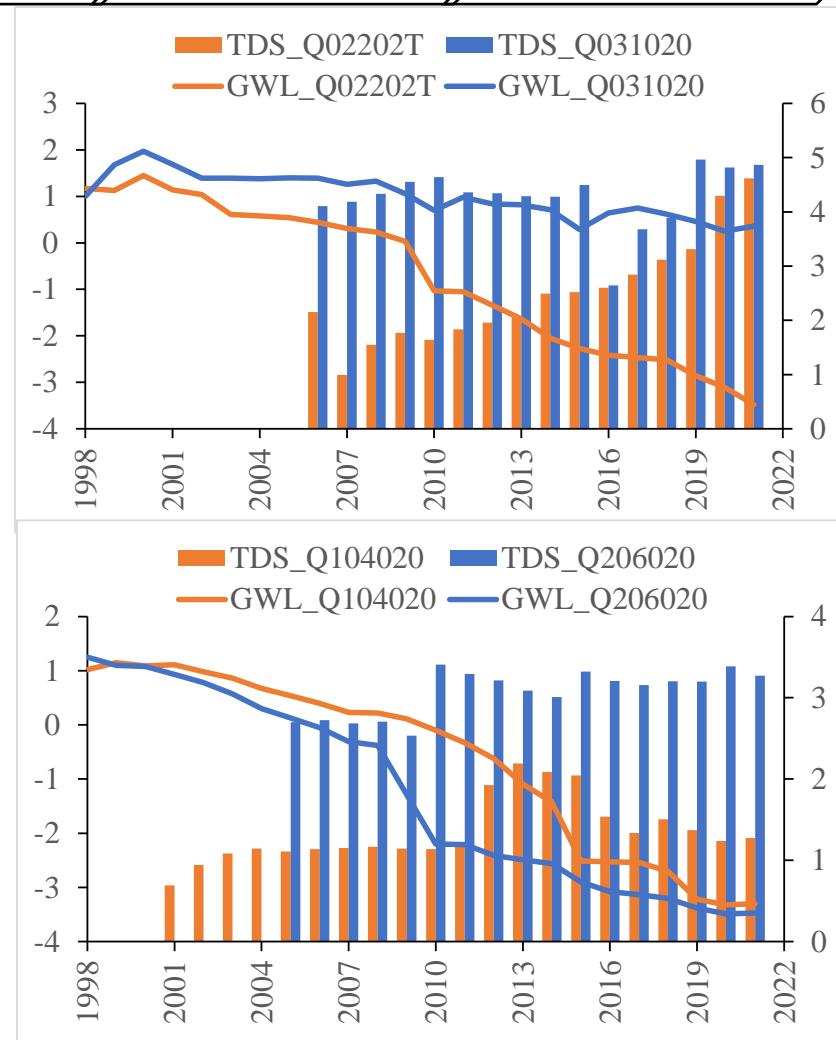 TDS_Q02202T TDS_Q031020
GWL_Q02202T GWL_Q031020
3 6
2 5
1 4
0
-1 3
-2 2
-3 1
-4 0
1998 2001 2004 2007 2010 2013 2016 2019 2022
TDS_Q104020 TDS_Q206020
GWL_Q104020 GWL_Q206020
2 4
1 3
0
-1 2
-2 1
-3
-4 0
1998 2001 2004 2007 2010 2013 2016 2019 2022